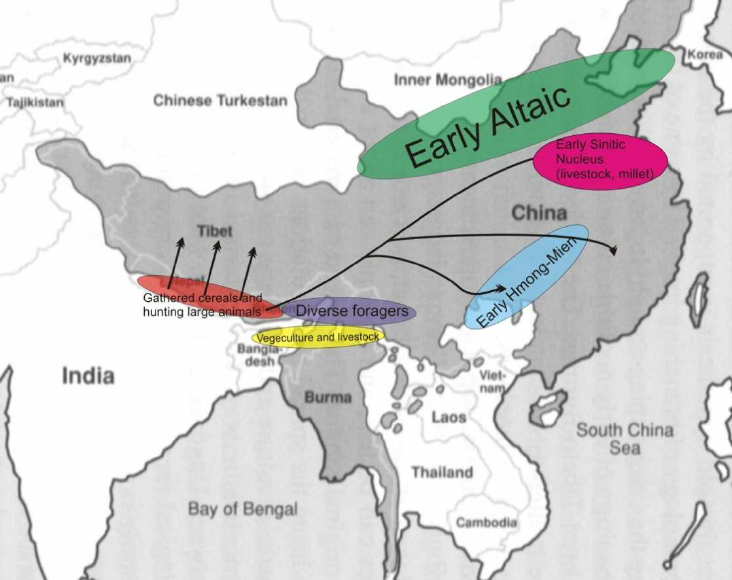 Kyrgyzstan
an
Tajikistan
Chinese Turkestan
Inner Mongolia
Korea
Early Altaic
Early Sinitic
Nucleus
(livestock, millet)
Tibet
China
Early Hmong-Mien
Gathered cereals and
hunting large animals
Diverse foragers
Vegeculture and livestock
Bangla-
desh
India
Burma
Viet-
nam
Laos
South China
Sea
Thailand
Bay of Bengal
Cambodia